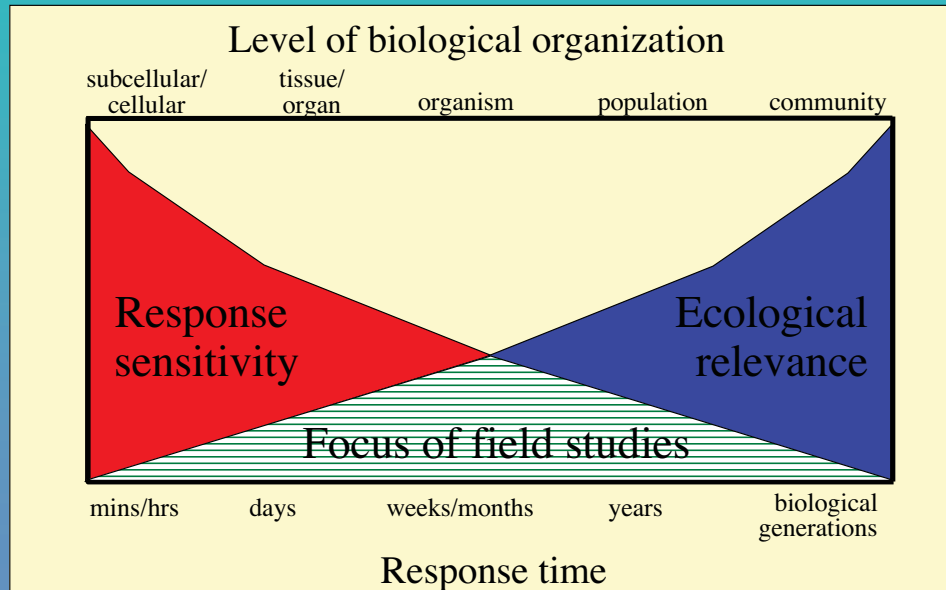 Level of biological organization
subcellular/
cellular
tissue/
organ
organism
population
community
Response
sensitivity
Ecological
relevance
Focus of field studies
mins/hrs
days
weeks/months
years
biological
generations
Response time